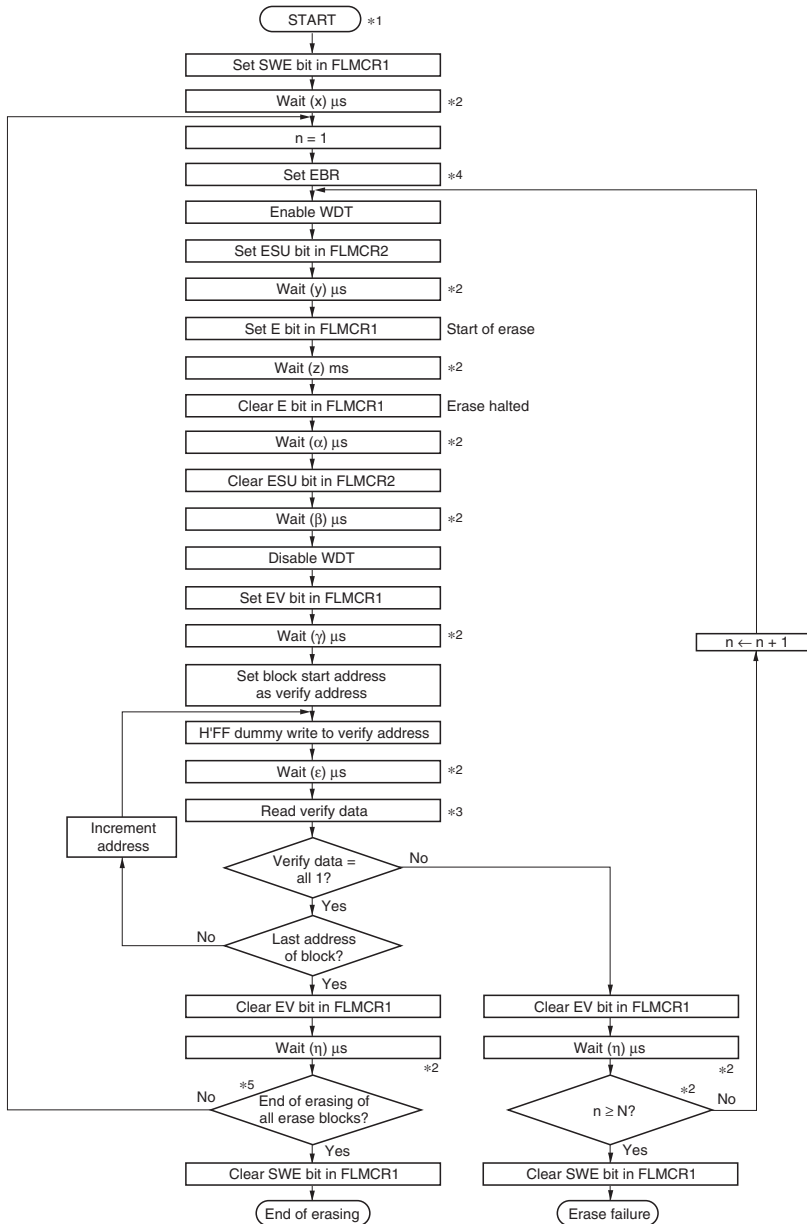 START *1
Set SWE bit in FLMCR1
Wait (x) μs *2
n = 1
Set EBR *4
Enable WDT
Set ESU bit in FLMCR2
Wait (y) μs *2
Set E bit in FLMCR1 Start of erase
Wait (z) ms *2
Clear E bit in FLMCR1 Erase halted
Wait (α) μs *2
Clear ESU bit in FLMCR2
Wait (β) μs *2
Disable WDT
Set EV bit in FLMCR1
Wait (γ) μs *2
n ← n + 1
Set block start address
as verify address
H'FF dummy write to verify address
Wait (ε) μs *2
Read verify data *3
Increment
address
Verify data =
all 1?
No
Yes
Last address
of block?
No
Yes
Clear EV bit in FLMCR1
Wait (η) μs
*2
*5
End of erasing of
all erase blocks?
No
Yes
Clear SWE bit in FLMCR1
End of erasing
Clear EV bit in FLMCR1
Wait (η) μs
*2
*2
n ≥ N?
No
Yes
Clear SWE bit in FLMCR1
Erase failure